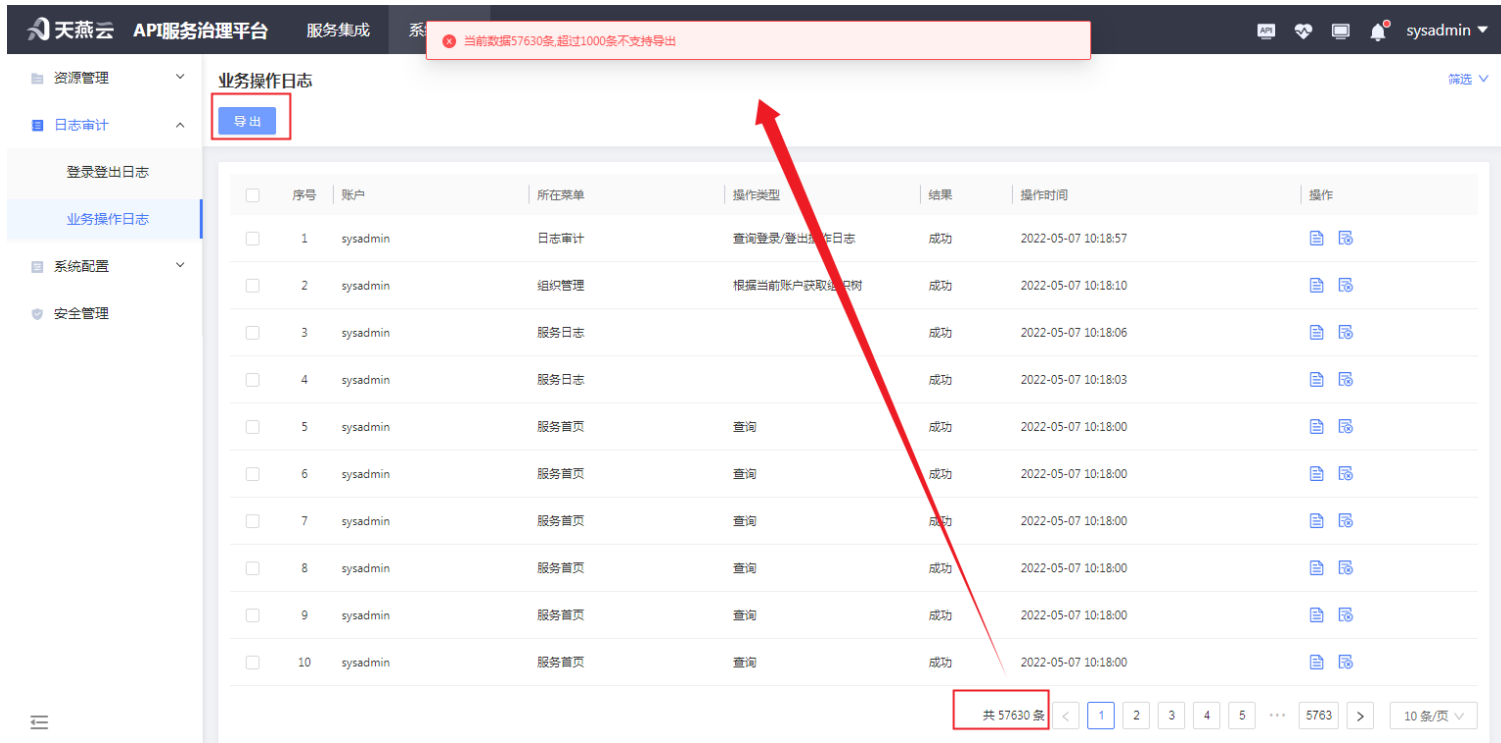 天燕云 API服务治理平台 服务集成 系 sysadmin
API
当前数据57630条,超过1000条不支持导出
资源管理
日志审计
登录登出日志
业务操作日志
系统配置
安全管理
业务操作日志 筛选
导出
序号 账户 所在菜单 操作类型 结果 操作时间 操作
1 sysadmin 日志审计 查询登录/登出操作日志 成功 2022-05-07 10:18:57
2 sysadmin 组织管理 根据当前账户获取组织树 成功 2022-05-07 10:18:10
3 sysadmin 服务日志 成功 2022-05-07 10:18:06
4 sysadmin 服务日志 成功 2022-05-07 10:18:03
5 sysadmin 服务首页 查询 成功 2022-05-07 10:18:00
6 sysadmin 服务首页 查询 成功 2022-05-07 10:18:00
7 sysadmin 服务首页 查询 成功 2022-05-07 10:18:00
8 sysadmin 服务首页 查询 成功 2022-05-07 10:18:00
9 sysadmin 服务首页 查询 成功 2022-05-07 10:18:00
10 sysadmin 服务首页 查询 成功 2022-05-07 10:18:00
共 57630 条 < 1 2 3 4 5 ••• 5763 > 10 条/页